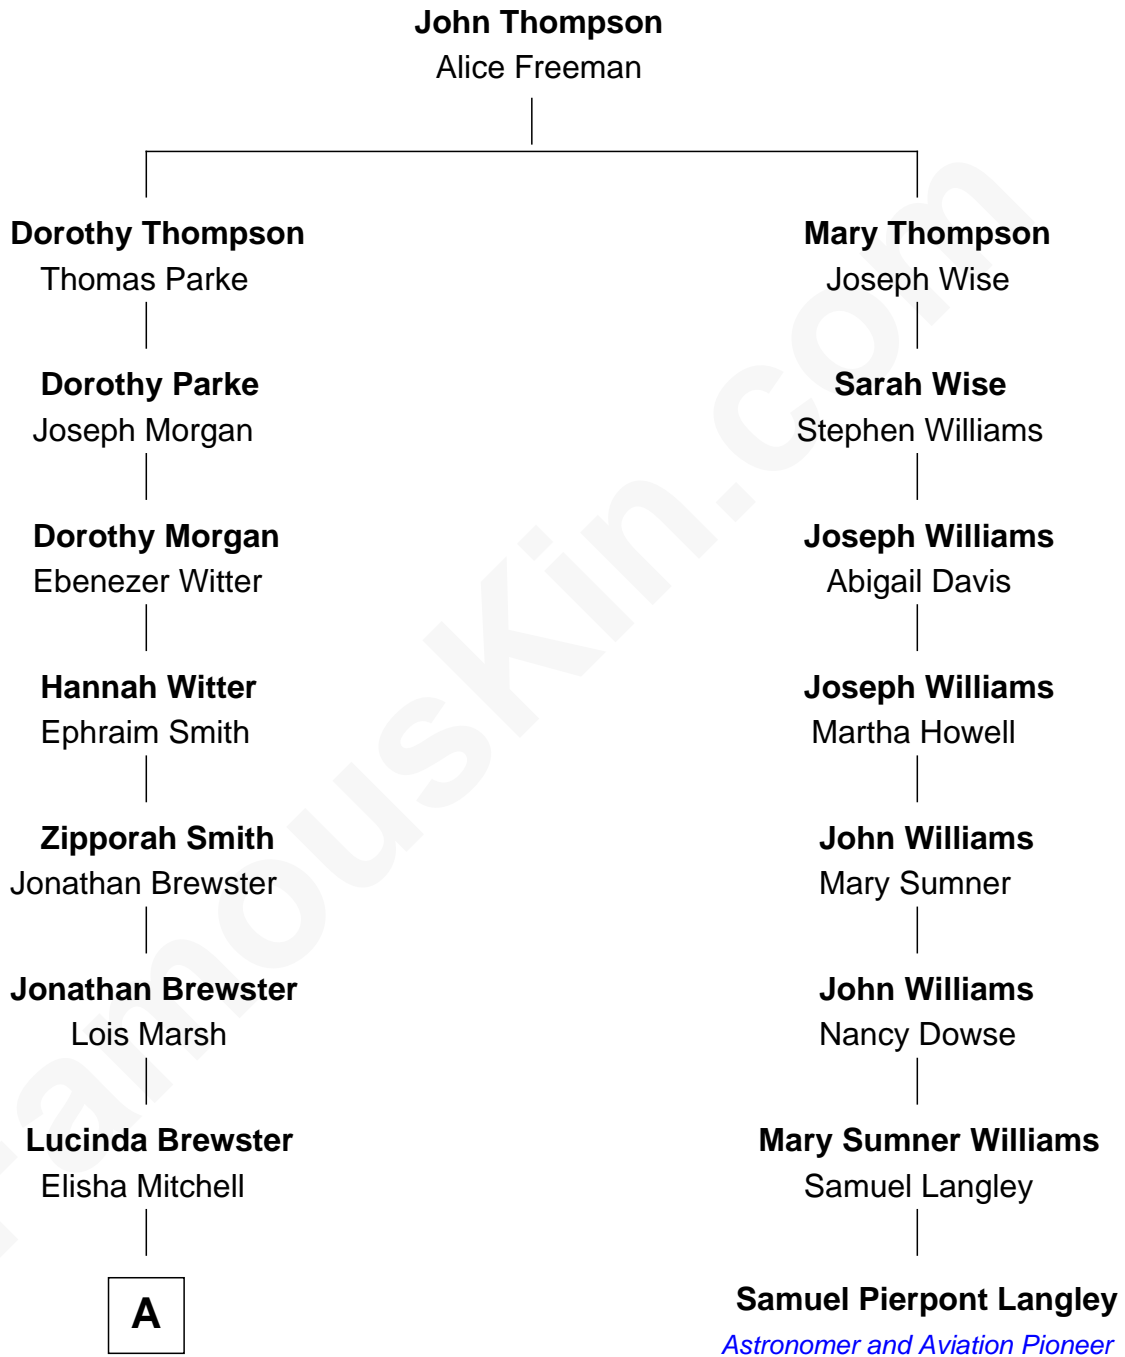 John Thompson
Alice Freeman
Dorothy Thompson
Thomas Parke
Mary Thompson
Joseph Wise
Dorothy Parke
Joseph Morgan
Sarah Wise
Stephen Williams
Dorothy Morgan
Ebenezer Witter
Joseph Williams
Abigail Davis
Hannah Witter
Ephraim Smith
Joseph Williams
Martha Howell
Zipporah Smith
Jonathan Brewster
John Williams
Mary Sumner
Jonathan Brewster
Lois Marsh
John Williams
Nancy Dowse
Lucinda Brewster
Elisha Mitchell
Mary Sumner Williams
Samuel Langley
A
Samuel Pierpont Langley
Astronomer and Aviation Pioneer
FamousKin.com